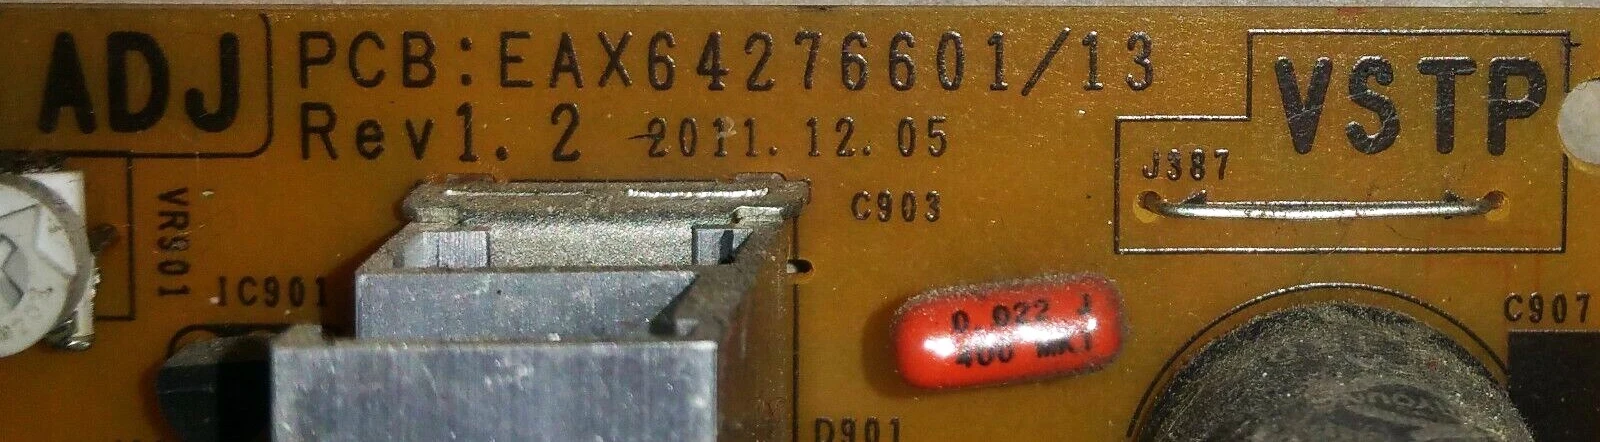 ADJ
PCB:EAX64276601/13
Rev1.2 2011.12.05
VSTP
J387
C903
VR901
IC901
0.022 J
400 MKT
C907
D901